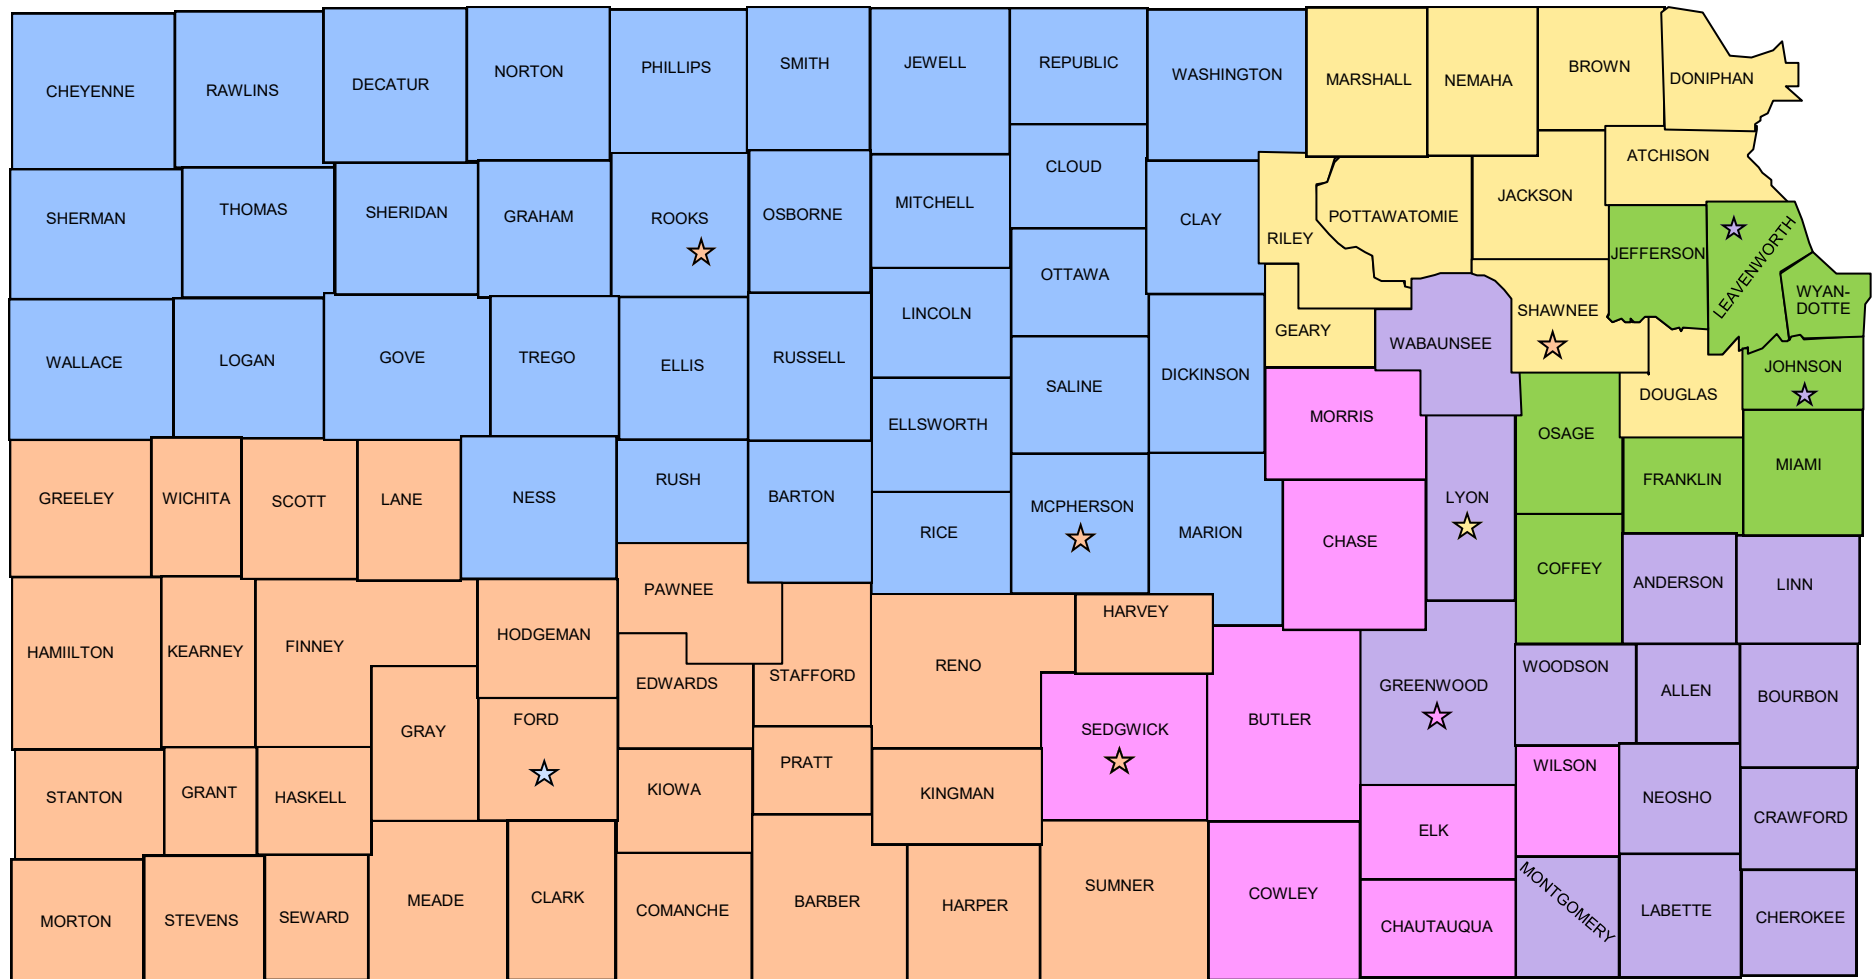 CHEYENNE
RAWLINS
DECATUR
NORTON
PHILLIPS
SMITH
JEWELL
REPUBLIC
WASHINGTON
MARSHALL
NEMAHA
BROWN
DONIPHAN
SHERMAN
THOMAS
SHERIDAN
GRAHAM
ROOKS
OSBORNE
MITCHELL
CLOUD
CLAY
RILEY
POTTAWATOMIE
JACKSON
ATCHISON
JEFFERSON
LEAVENWORTH
WYAN-
DOTTE
WALLACE
LOGAN
GOVE
TREGO
ELLIS
RUSSELL
LINCOLN
OTTAWA
SALINE
DICKINSON
GEARY
WABAUNSEE
SHAWNEE
DOUGLAS
JOHNSON
GREELEY
WICHITA
SCOTT
LANE
NESS
RUSH
BARTON
ELLSWORTH
RICE
MCPHERSON
MARION
MORRIS
CHASE
LYON
OSAGE
FRANKLIN
MIAMI
COFFEY
ANDERSON
LINN
HAMIILTON
KEARNEY
FINNEY
HODGEMAN
PAWNEE
EDWARDS
STAFFORD
RENO
HARVEY
SEDGWICK
BUTLER
GREENWOOD
WOODSON
ALLEN
BOURBON
GRAY
FORD
KIOWA
PRATT
KINGMAN
STANTON
GRANT
HASKELL
ELK
WILSON
NEOSHO
CRAWFORD
MORTON
STEVENS
SEWARD
MEADE
CLARK
COMANCHE
BARBER
HARPER
SUMNER
COWLEY
CHAUTAUQUA
MONTGOMERY
LABETTE
CHEROKEE